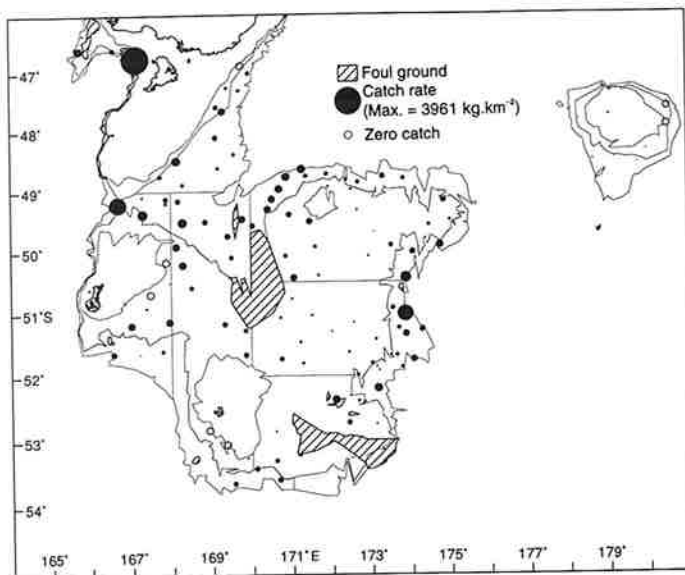 Foul ground
Catch rate
(Max. = 3961 kg.km⁻²)
Zero catch
47°
48°
49°
50°
51°S
52°
53°
54°
165° 167° 169° 171°E 173° 175° 177° 179°